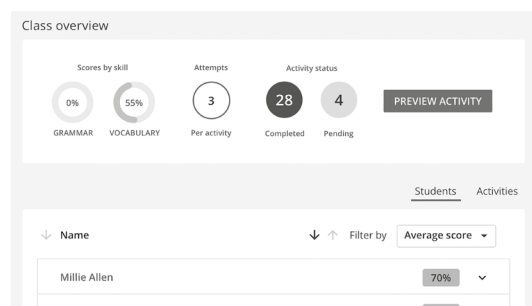 Class overview
Scores by skill
Attempts
Activity status
0%
55%
3
28
4
PREVIEW ACTIVITY
GRAMMAR
VOCABULARY
Per activity
Completed
Pending
Students
Activities
Name
Filter by
Average score
Millie Allen
70%